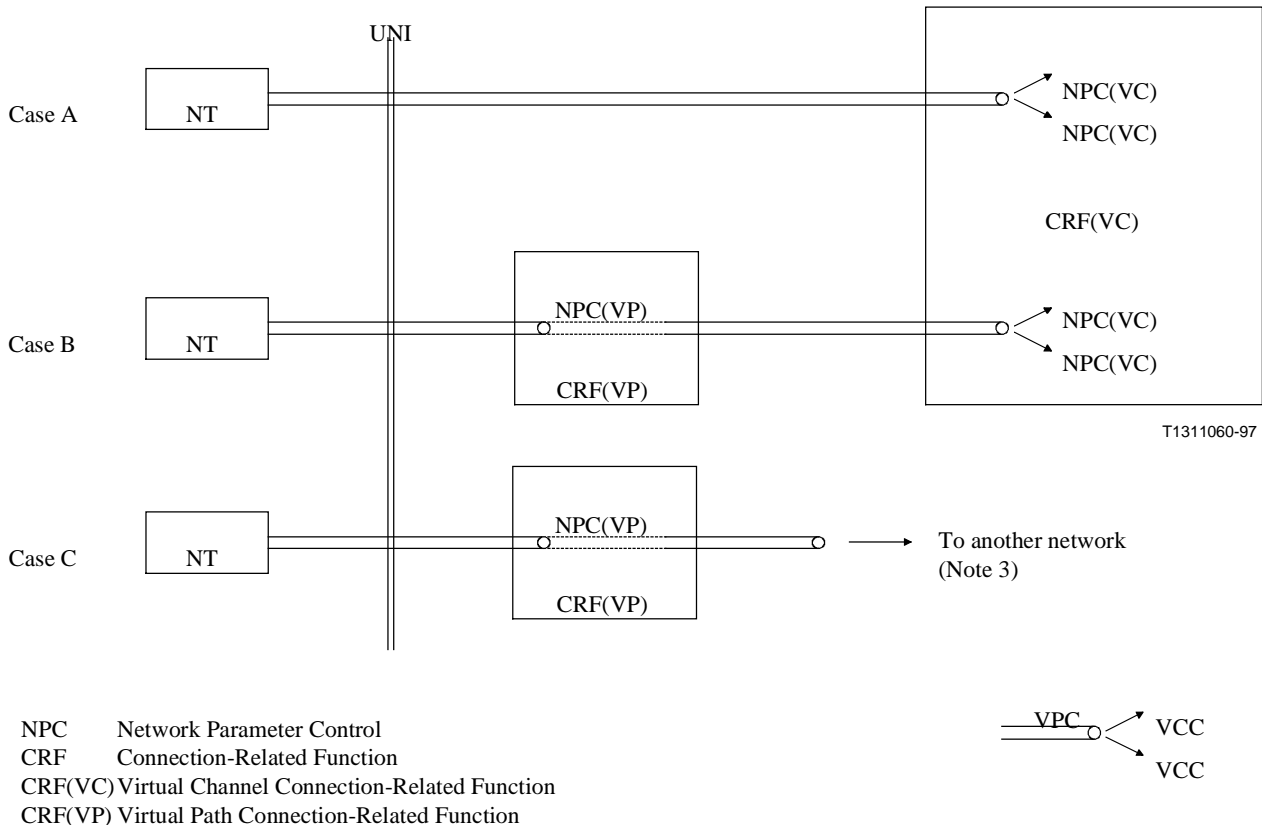 UNI
Case A
NT
NPC(VC)
NPC(VC)
CRF(VC)
Case B
NT
NPC(VP)
CRF(VP)
NPC(VC)
NPC(VC)
T1311060-97
Case C
NT
NPC(VP)
CRF(VP)
To another network
(Note 3)
NPC Network Parameter Control
CRF Connection-Related Function
CRF(VC) Virtual Channel Connection-Related Function
CRF(VP) Virtual Path Connection-Related Function
VPC
VCC
VCC